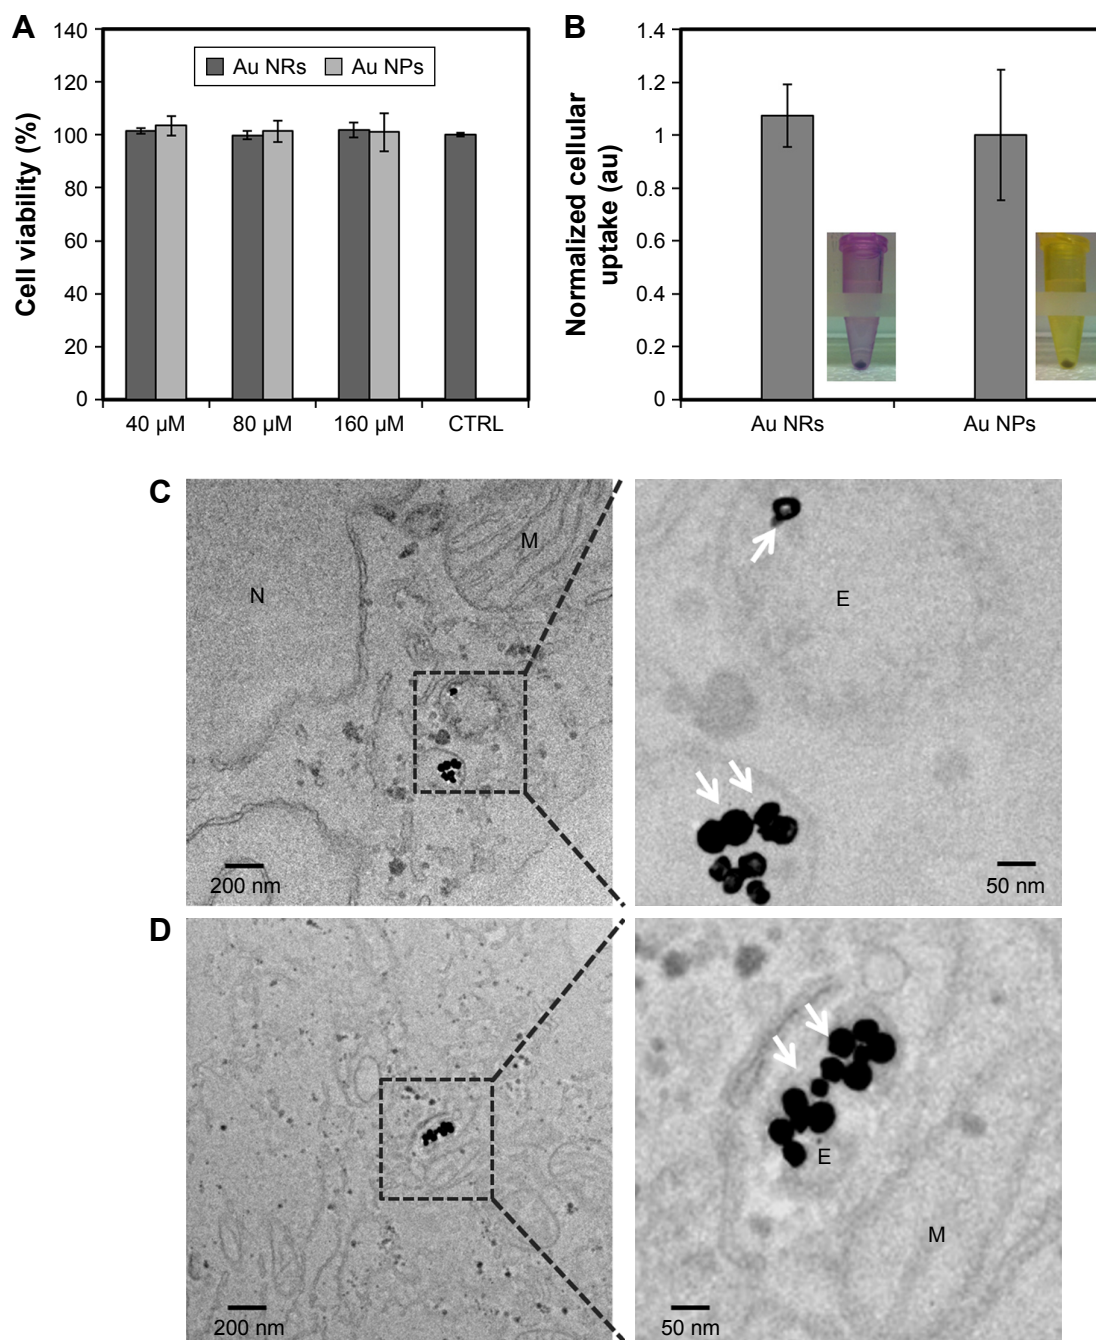 A
140
120
100
80
60
40
20
0
Cell viability (%)
Au NRs
Au NPs
40 µM
80 µM
160 µM
CTRL
B
1.4
1.2
1
0.8
0.6
0.4
0.2
0
Normalized cellular
uptake (au)
Au NRs
Au NPs
C
N
M
200 nm
E
50 nm
D
200 nm
E
M
50 nm